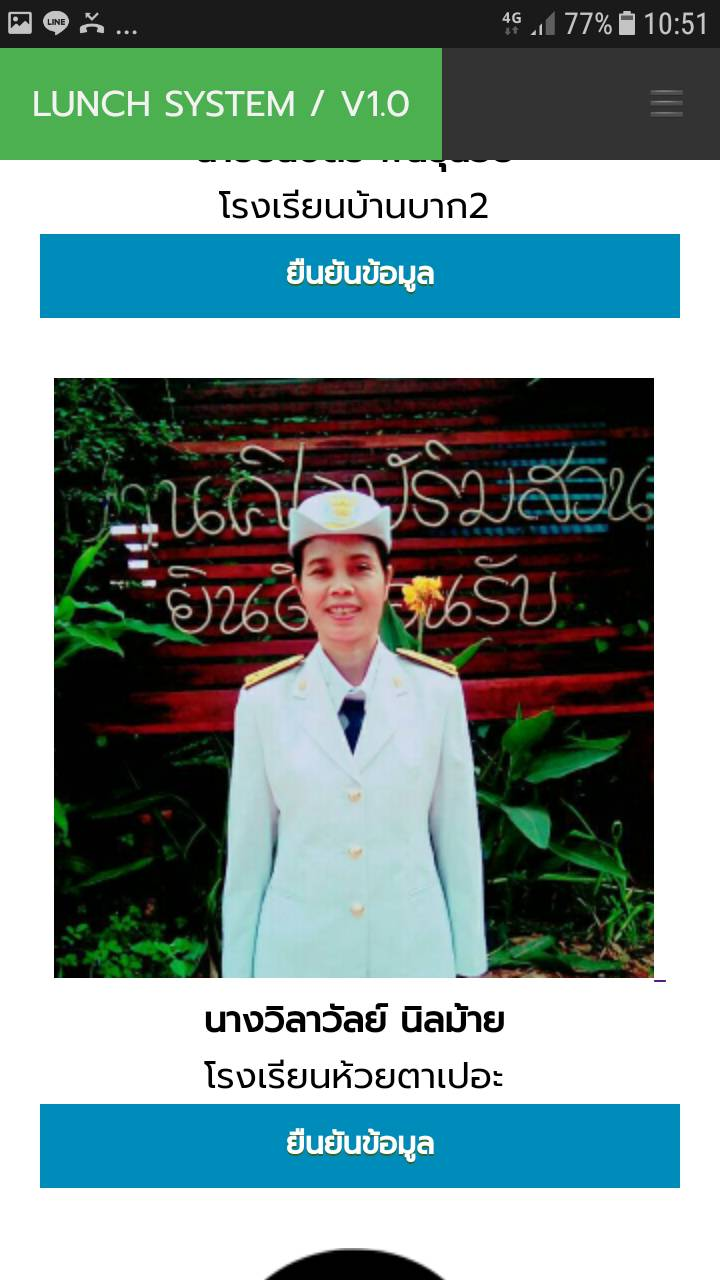 4G 77% 10:51
LUNCH SYSTEM / V1.0
โรงเรียนบ้านบาก2
ยืนยันข้อมูล
ยินดี
นางวิลาวัลย์ นิลม้าย
โรงเรียนห้วยตาเปอะ
ยืนยันข้อมูล